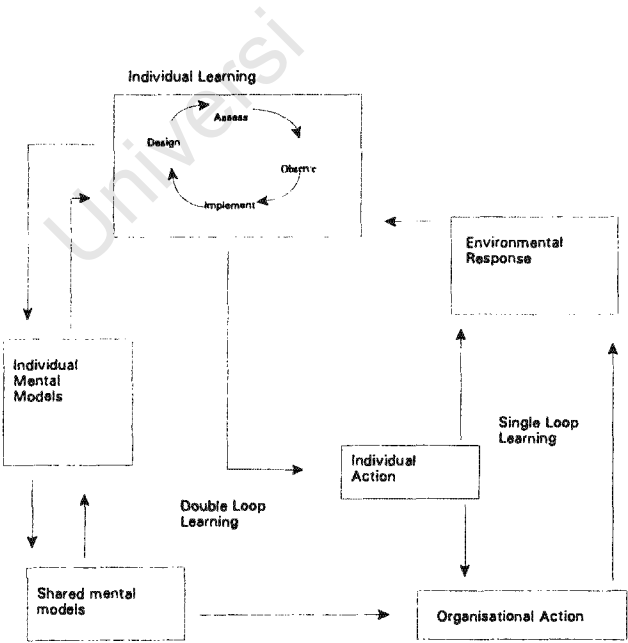 Universi
Individual Learning
Assess
Design
Observe
Implement
Environmental
Response
Individual
Mental
Models
Single Loop
Learning
Individual
Action
Double Loop
Learning
Shared mental
models
Organisational Action